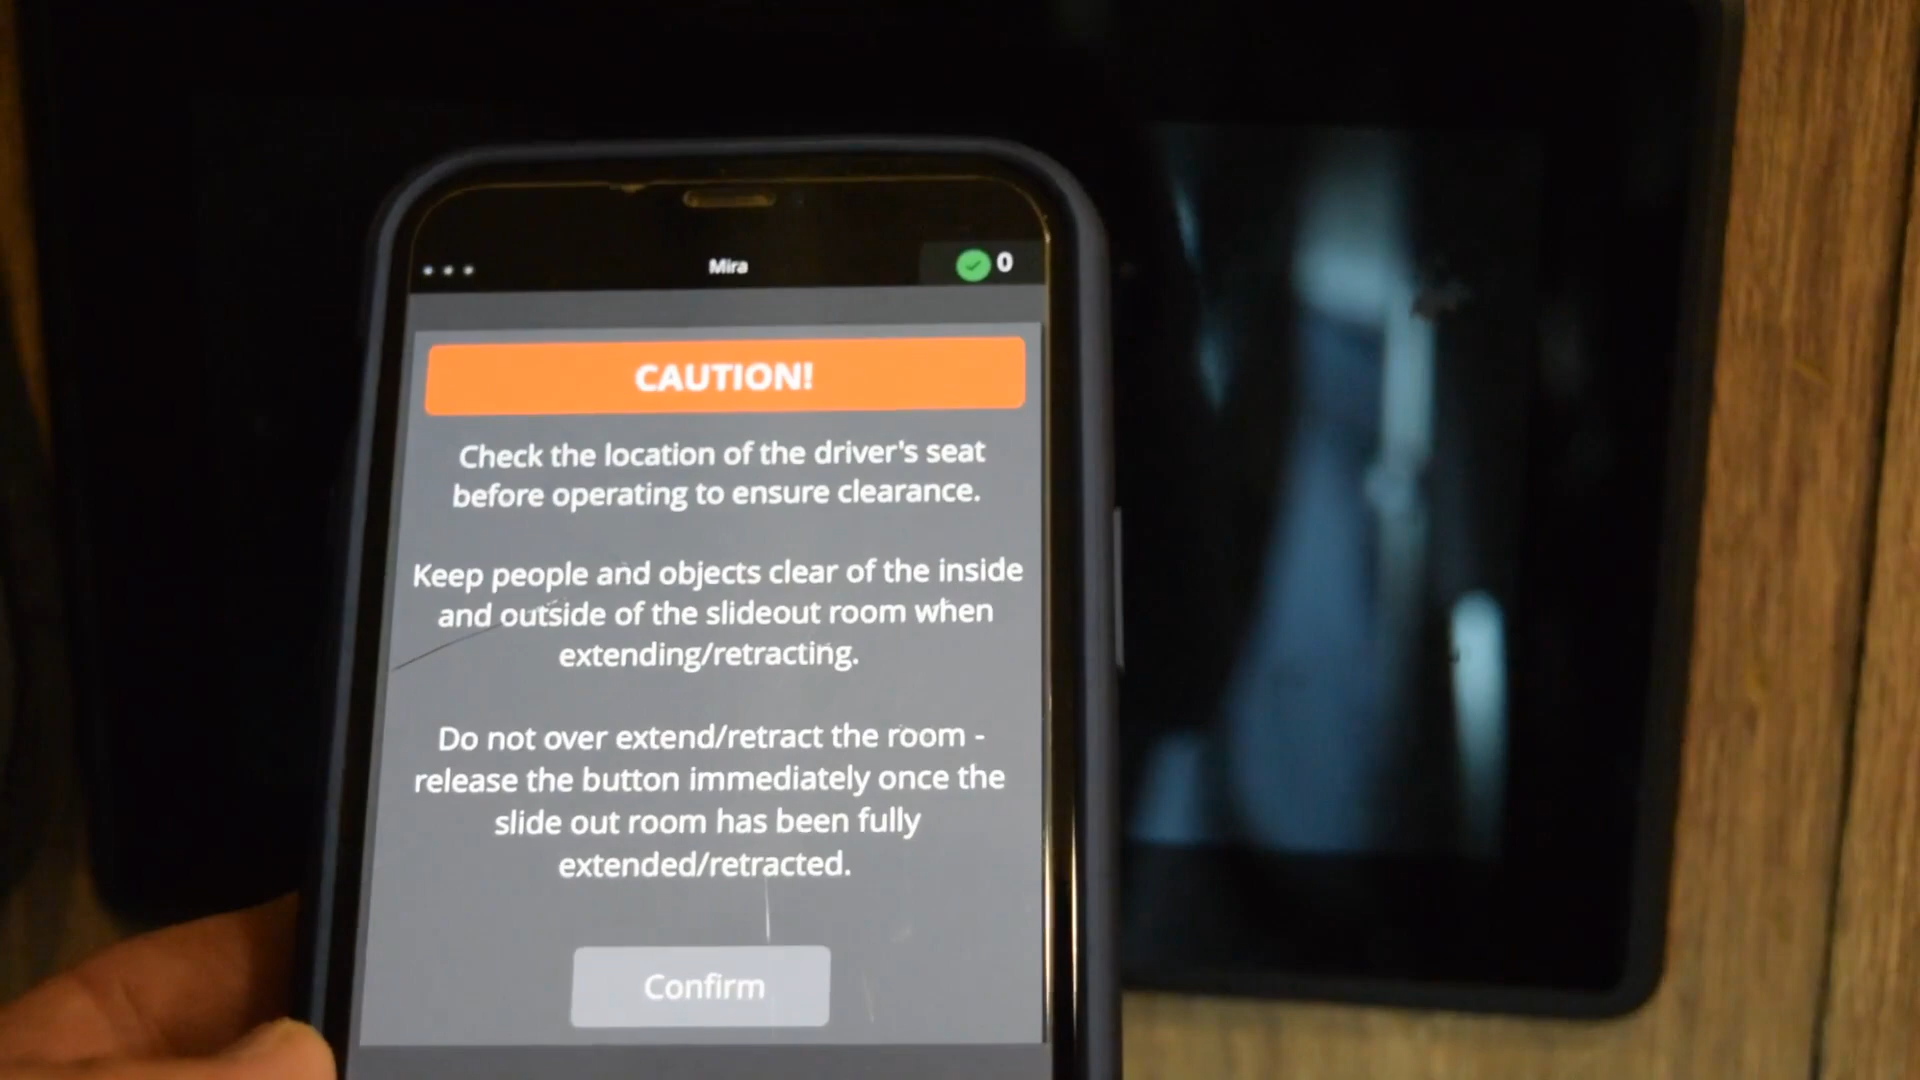 Mira
0
CAUTION!
Check the location of the driver's seat
before operating to ensure clearance.
Keep people and objects clear of the inside
and outside of the slideout room when
extending/retracting.
Do not over extend/retract the room -
release the button immediately once the
slide out room has been fully
extended/retracted.
Confirm